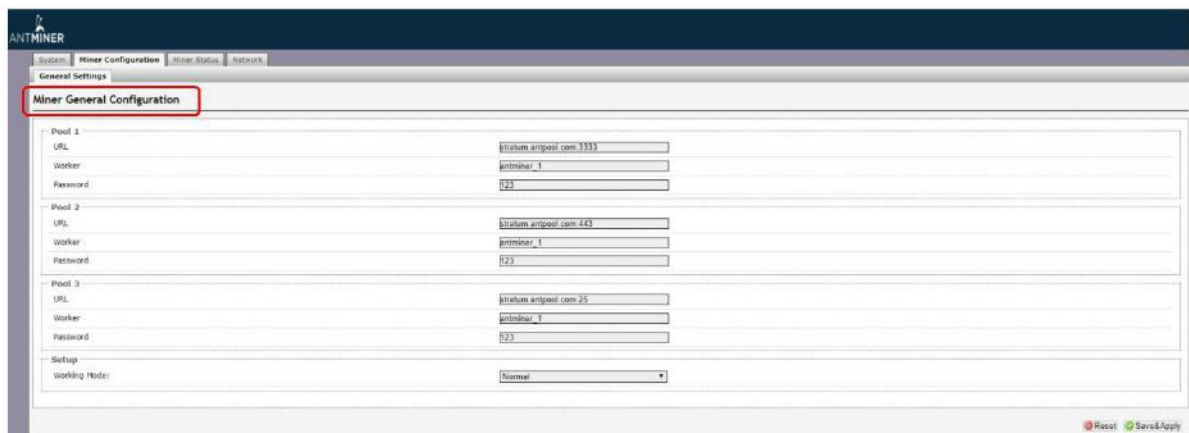 ANTMINER
System Miner Configuration Miner Status Network
General Settings
Miner General Configuration
Pool 1
URL stratum.antpool.com:3333
Worker antminer_1
Password 123
Pool 2
URL stratum.antpool.com:443
Worker antminer_1
Password 123
Pool 3
URL stratum.antpool.com:25
Worker antminer_1
Password 123
Setup
Working Mode: Normal
Reset Save&Apply